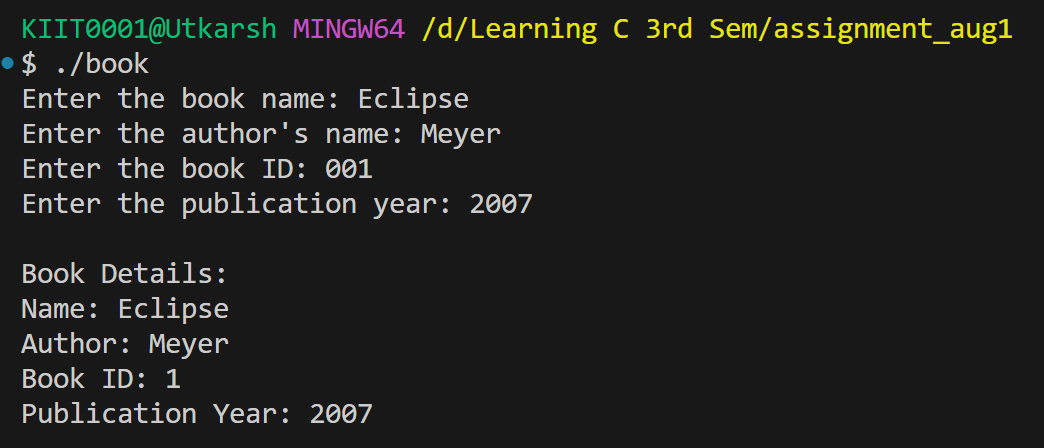 KIIT0001@Utkarsh MINGW64 /d/Learning C 3rd Sem/assignment_aug1
$ ./book
Enter the book name: Eclipse
Enter the author's name: Meyer
Enter the book ID: 001
Enter the publication year: 2007

Book Details:
Name: Eclipse
Author: Meyer
Book ID: 1
Publication Year: 2007